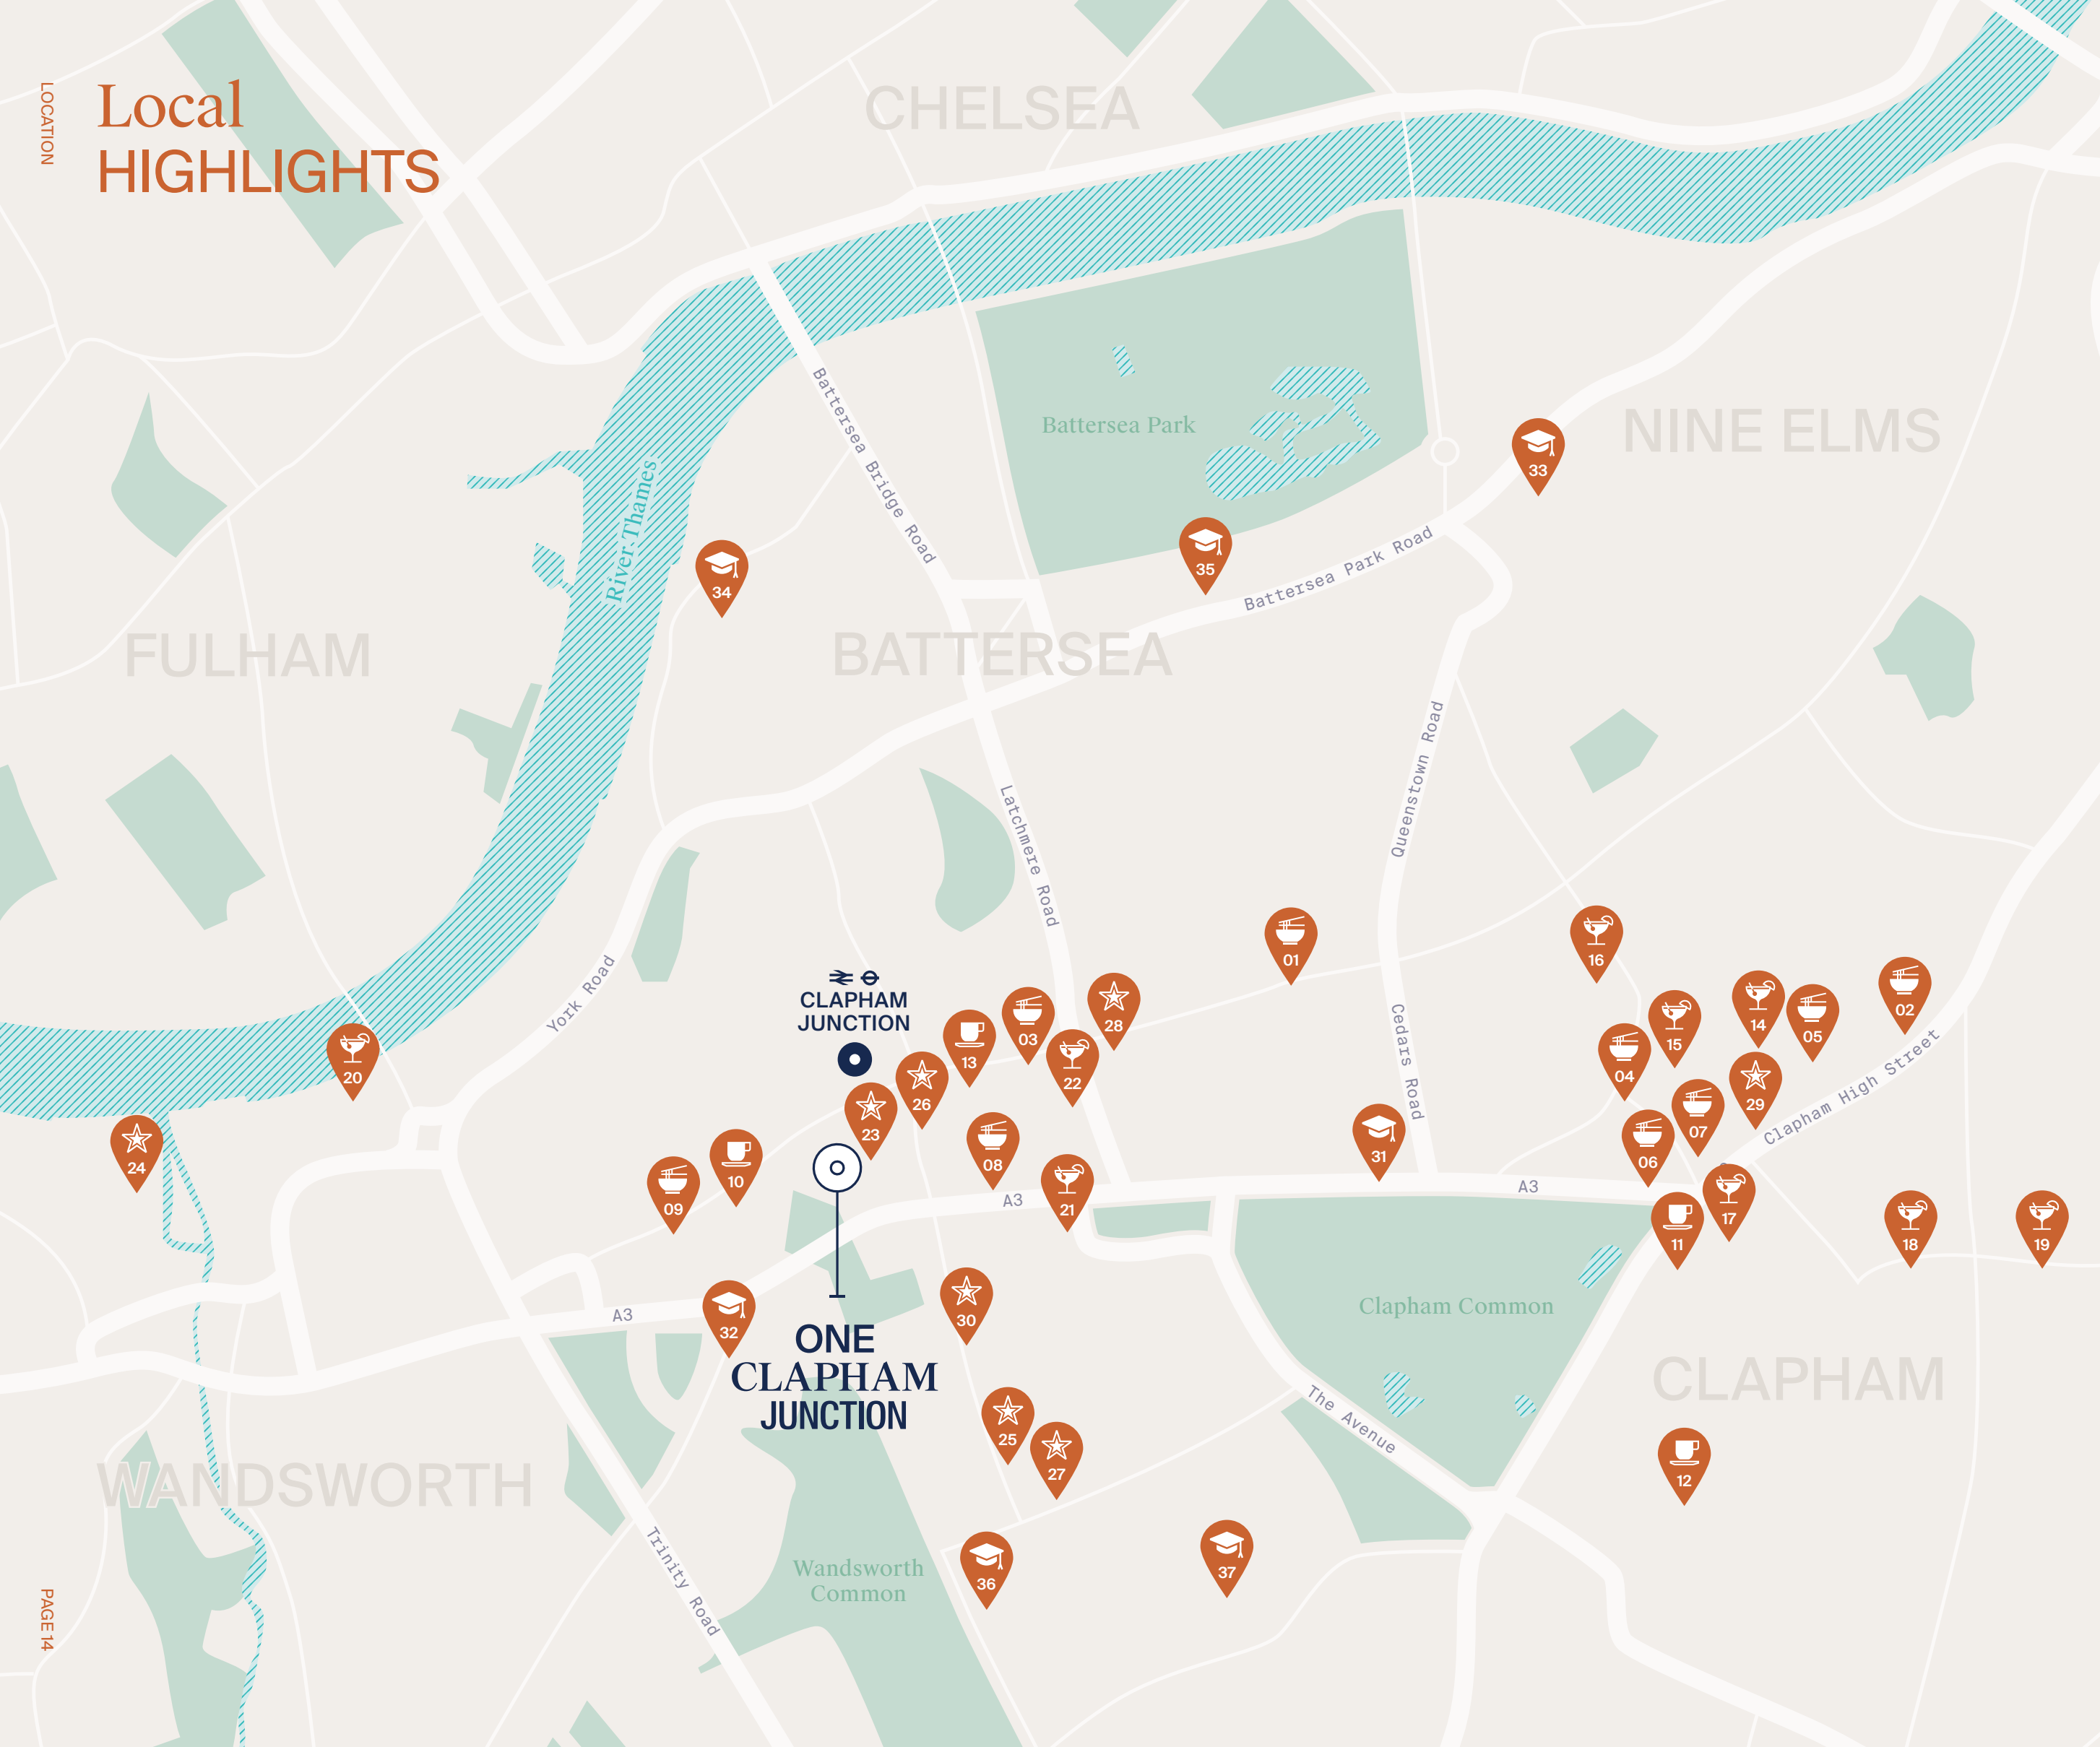 LOCATION
Local
HIGHLIGHTS
CHELSEA
NINE ELMS
Battersea Park
Battersea Bridge Road
River Thames
33
35
34
Battersea Park Road
FULHAM
BATTERSEA
Queenstown Road
Latchmere Road
York Road
CLAPHAM
JUNCTION
01
16
02
28
03
13
22
26
23
20
24
08
09
10
21
Cedars Road
31
14
05
15
04
29
07
06
Clapham High Street
A3
A3
A3
17
11
18
19
32
30
Clapham Common
ONE
CLAPHAM
JUNCTION
CLAPHAM
The Avenue
25
27
12
WANDSWORTH
Trinity Road
Wandsworth
Common
36
37
PAGE 14